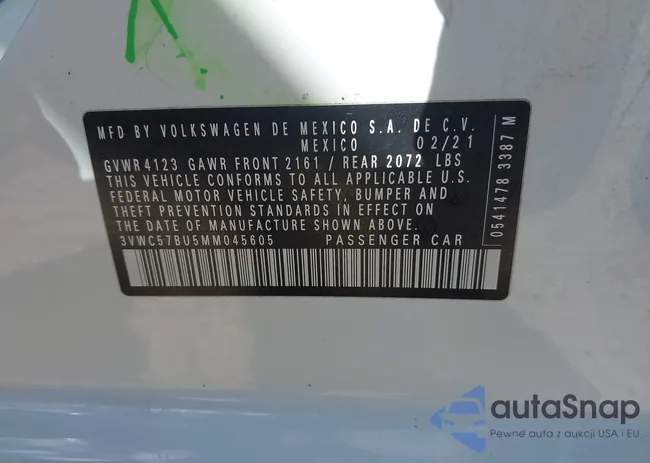 MFD BY VOLKSWAGEN DE MEXICO S.A. DE C.V.
MEXICO 02/21
GVWR 4123 GAWR FRONT 2161 / REAR 2072 LBS
THIS VEHICLE CONFORMS TO ALL APPLICABLE U.S.
FEDERAL MOTOR VEHICLE SAFETY, BUMPER AND
THEFT PREVENTION STANDARDS IN EFFECT ON
THE DATE OF MANUFACTURE SHOWN ABOVE.
3VWC57BU5MM045605 PASSENGER CAR
0541478 3387 M
autaSnap
Pewne auta z aukcji USA i EU